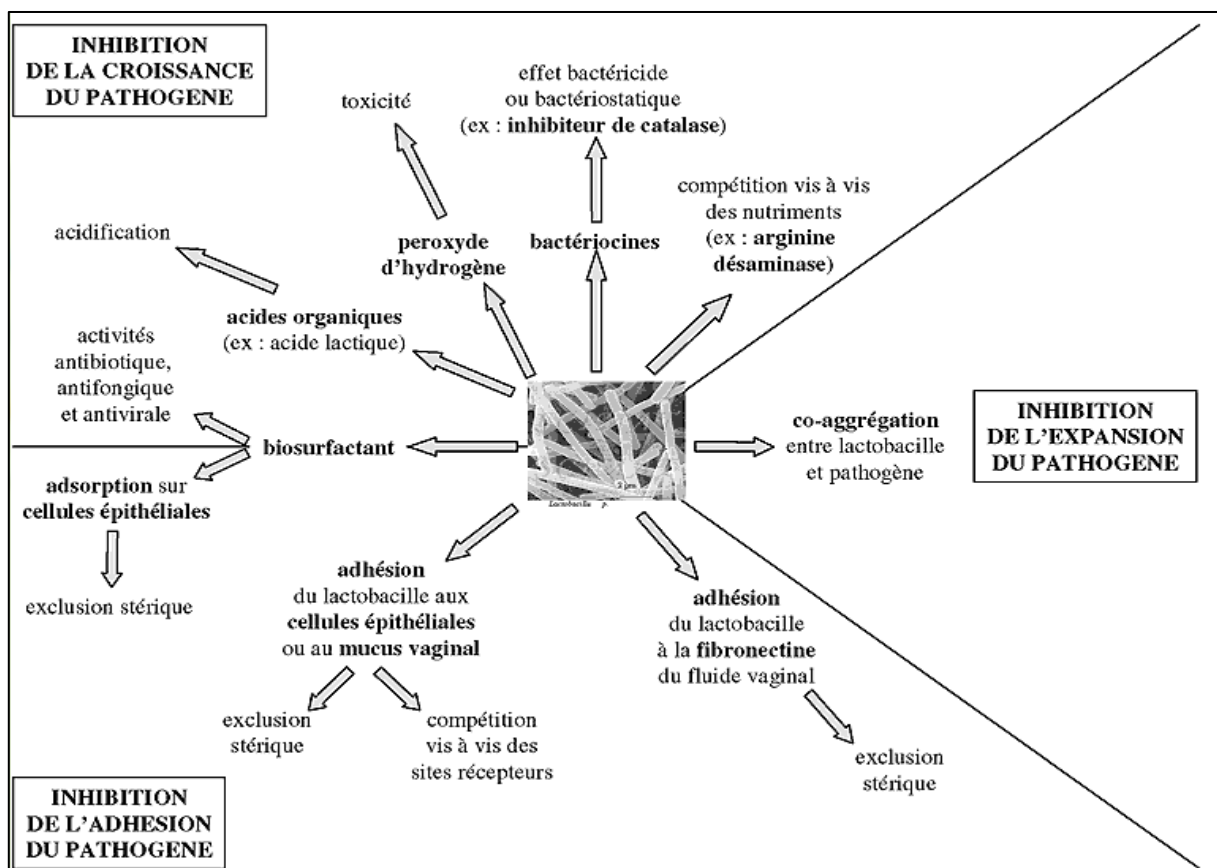 INHIBITION
DE LA CROISSANCE
DU PATHOGENE
toxicité
effet bactéricide
ou bactériostatique
(ex : inhibiteur de catalase)
compétition vis à vis
des nutriments
(ex : arginine
désaminase)
acidification
peroxyde
d'hydrogène
bactériocines
acides organiques
(ex : acide lactique)
activités
antibiotique,
antifongique
et antivirale
biosurfactant
co-aggrégation
entre lactobacille
et pathogène
INHIBITION
DE L'EXPANSION
DU PATHOGENE
adsorption sur
cellules épithéliales
exclusion stérique
Lactobacille
adhésion
du lactobacille aux
cellules épithéliales
ou au mucus vaginal
exclusion
stérique
compétition
vis à vis des
sites récepteurs
adhésion
du lactobacille
à la fibronectine
du fluide vaginal
exclusion
stérique
INHIBITION
DE L'ADHESION
DU PATHOGENE